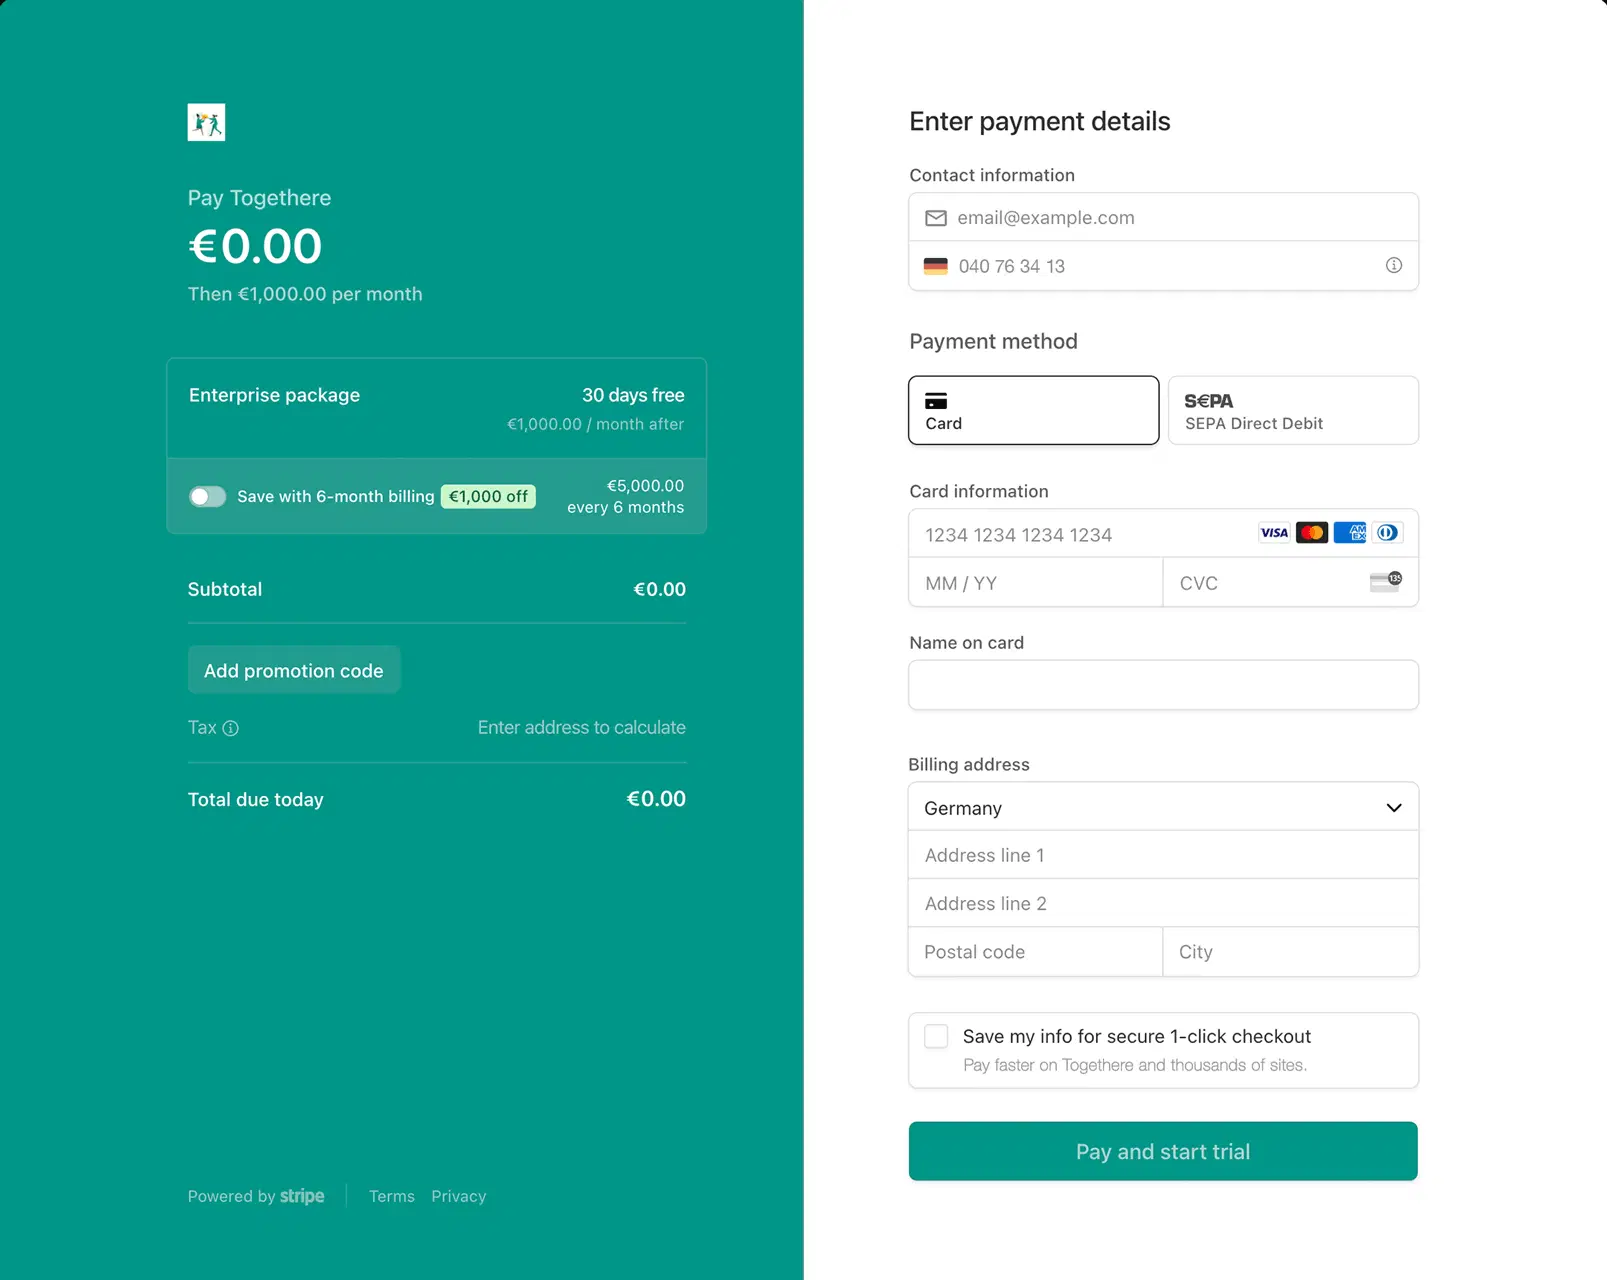 Pay Togethere
€0.00
Then €1,000.00 per month
Enterprise package 30 days free
€1,000.00 / month after
Save with 6-month billing €1,000 off €5,000.00
every 6 months
Subtotal €0.00
Add promotion code
Tax Enter address to calculate
Total due today €0.00
Powered by stripe Terms Privacy
Enter payment details
Contact information
email@example.com
040 76 34 13
Payment method
Card
SEPA
SEPA Direct Debit
Card information
1234 1234 1234 1234 VISA AMEX
MM / YY CVC 135
Name on card
Billing address
Germany
Address line 1
Address line 2
Postal code City
Save my info for secure 1-click checkout
Pay faster on Togethere and thousands of sites.
Pay and start trial